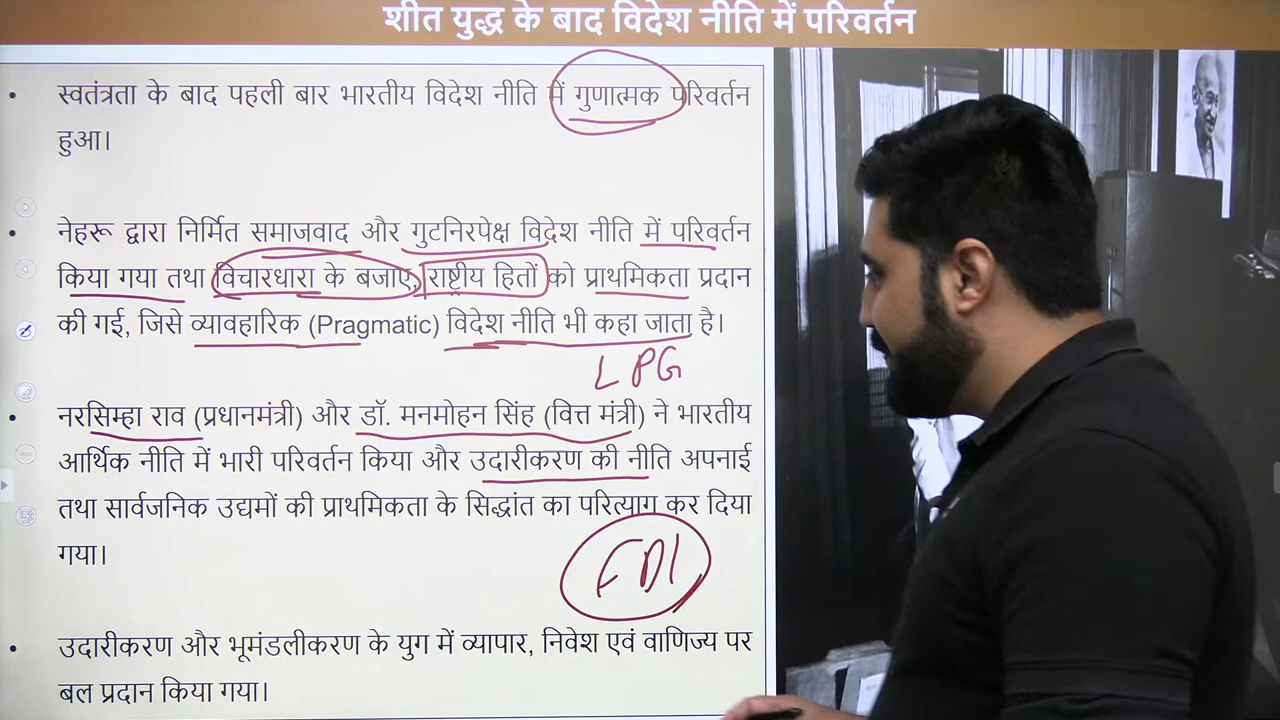 शीत युद्ध के बाद विदेश नीति में परिवर्तन
• स्वतंत्रता के बाद पहली बार भारतीय विदेश नीति में गुणात्मक परिवर्तन
हुआ।
• नेहरू द्वारा निर्मित समाजवाद और गुटनिरपेक्ष विदेश नीति में परिवर्तन
किया गया तथा विचारधारा के बजाए, राष्ट्रीय हितों को प्राथमिकता प्रदान
की गई, जिसे व्यावहारिक (Pragmatic) विदेश नीति भी कहा जाता है।
LPG
• नरसिम्हा राव (प्रधानमंत्री) और डॉ. मनमोहन सिंह (वित्त मंत्री) ने भारतीय
आर्थिक नीति में भारी परिवर्तन किया और उदारीकरण की नीति अपनाई
तथा सार्वजनिक उद्यमों की प्राथमिकता के सिद्धांत का परित्याग कर दिया
गया।
FDI
• उदारीकरण और भूमंडलीकरण के युग में व्यापार, निवेश एवं वाणिज्य पर
बल प्रदान किया गया।